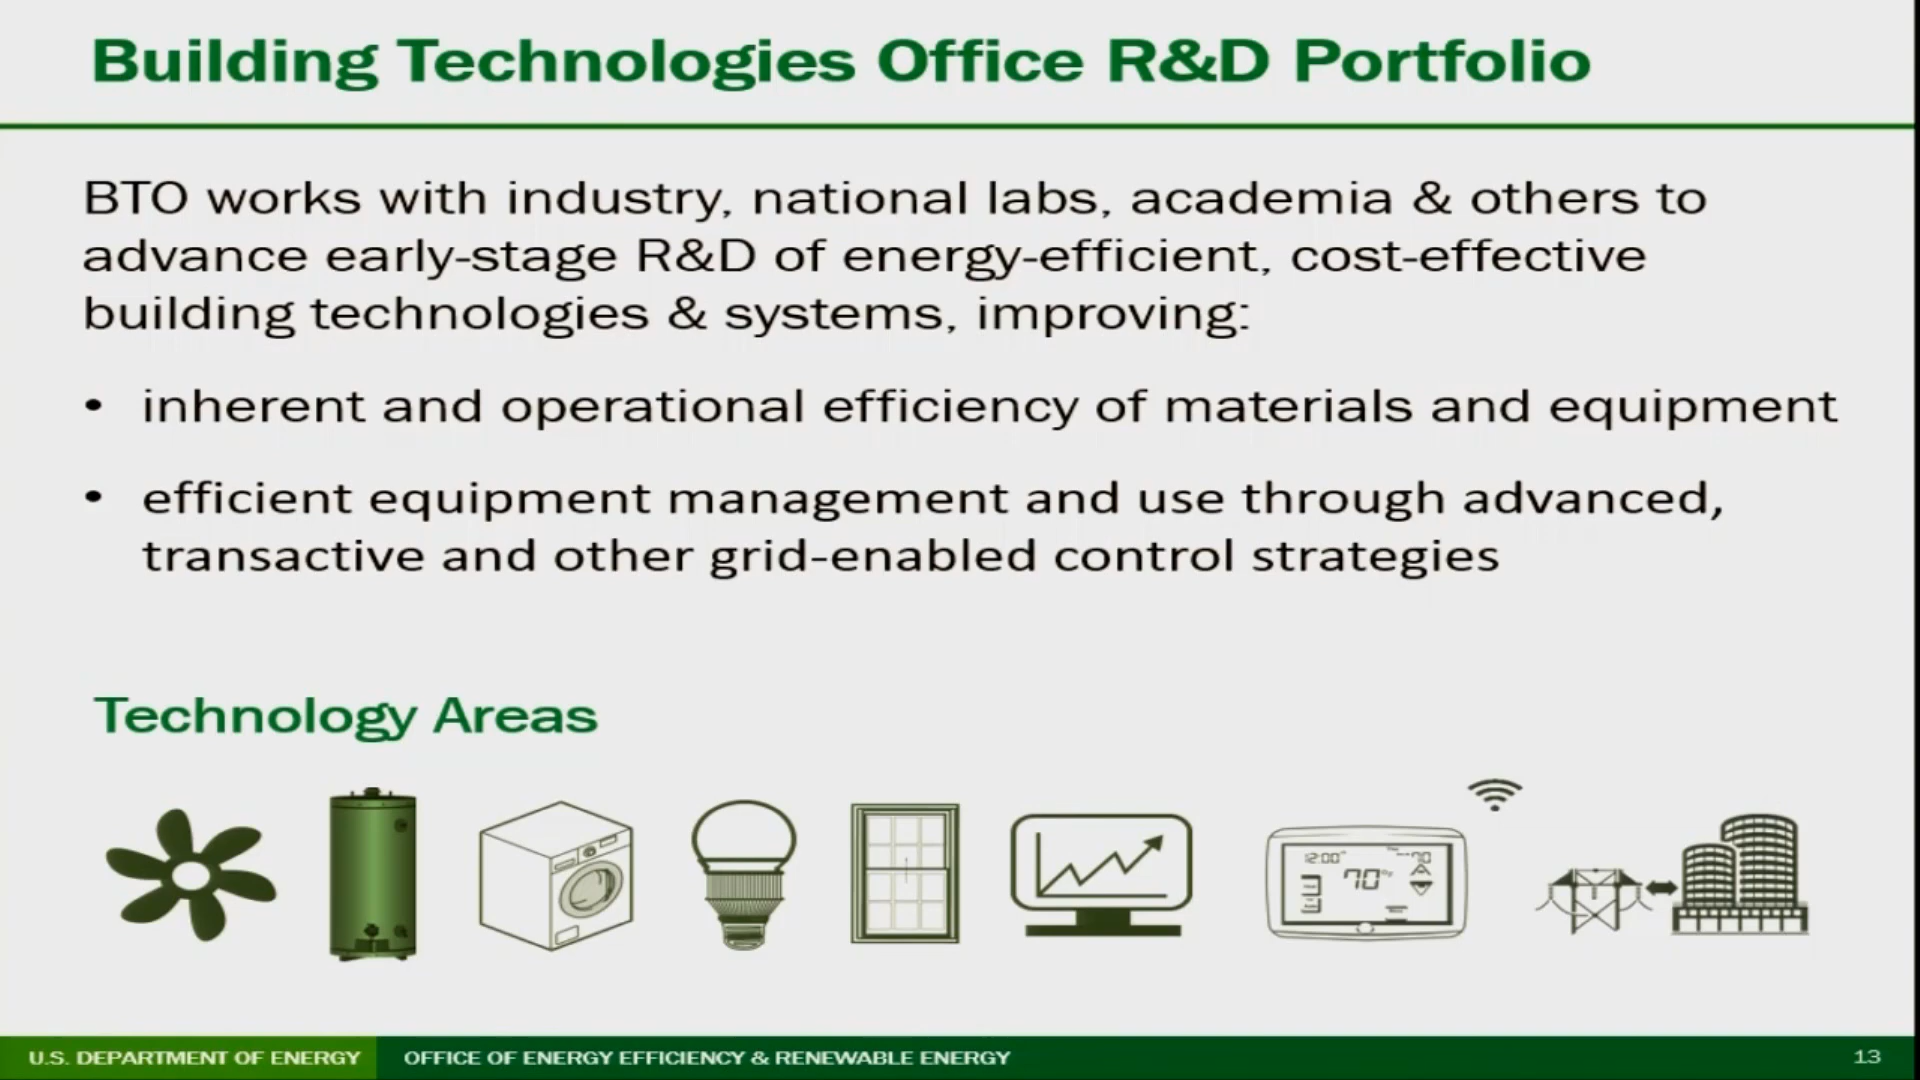 Building Technologies Office R&D Portfolio
BTO works with industry, national labs, academia & others to
advance early-stage R&D of energy-efficient, cost-effective
building technologies & systems, improving:
• inherent and operational efficiency of materials and equipment
• efficient equipment management and use through advanced,
transactive and other grid-enabled control strategies
Technology Areas
12:00
70
70
U.S. DEPARTMENT OF ENERGY
OFFICE OF ENERGY EFFICIENCY & RENEWABLE ENERGY
13